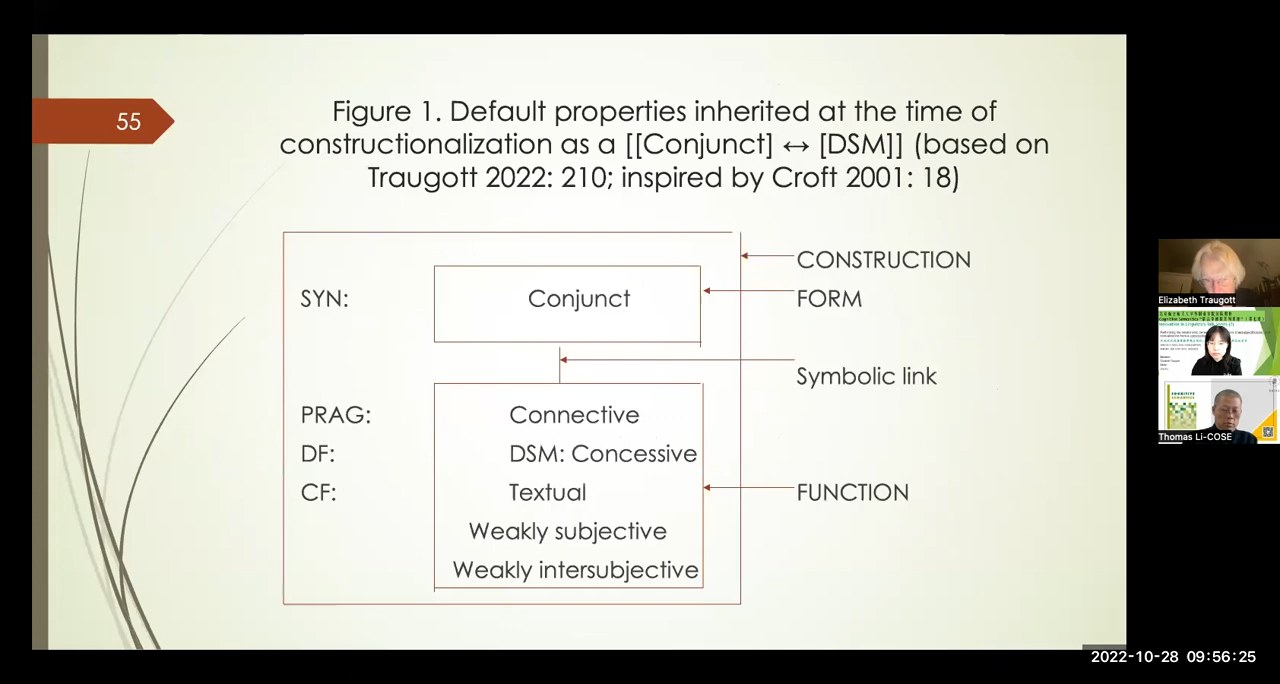 55
Figure 1. Default properties inherited at the time of
constructionalization as a [[Conjunct] ↔ [DSM]] (based on
Traugott 2022: 210; inspired by Croft 2001: 18)
CONSTRUCTION
SYN: Conjunct FORM
Symbolic link
PRAG: Connective
DF: DSM: Concessive
CF: Textual FUNCTION
Weakly subjective
Weakly intersubjective
Elizabeth Traugott
COGNITIVE
SEMANTICS
Thomas Li-COSE
2022-10-28 09:56:25